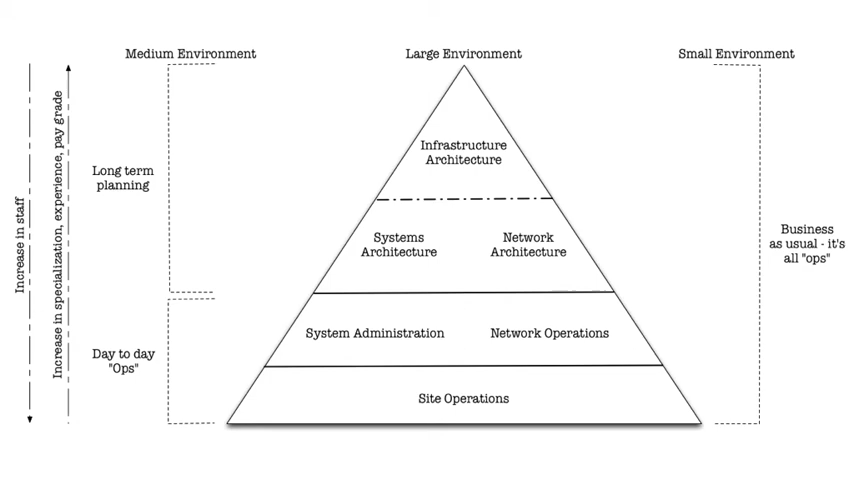 Medium Environment
Large Environment
Small Environment
Increase in staff
Increase in specialization, experience, pay grade
Long term
planning
Day to day
"Ops"
Infrastructure
Architecture
Systems
Architecture
Network
Architecture
System Administration
Network Operations
Site Operations
Business
as usual - it's
all "ops"